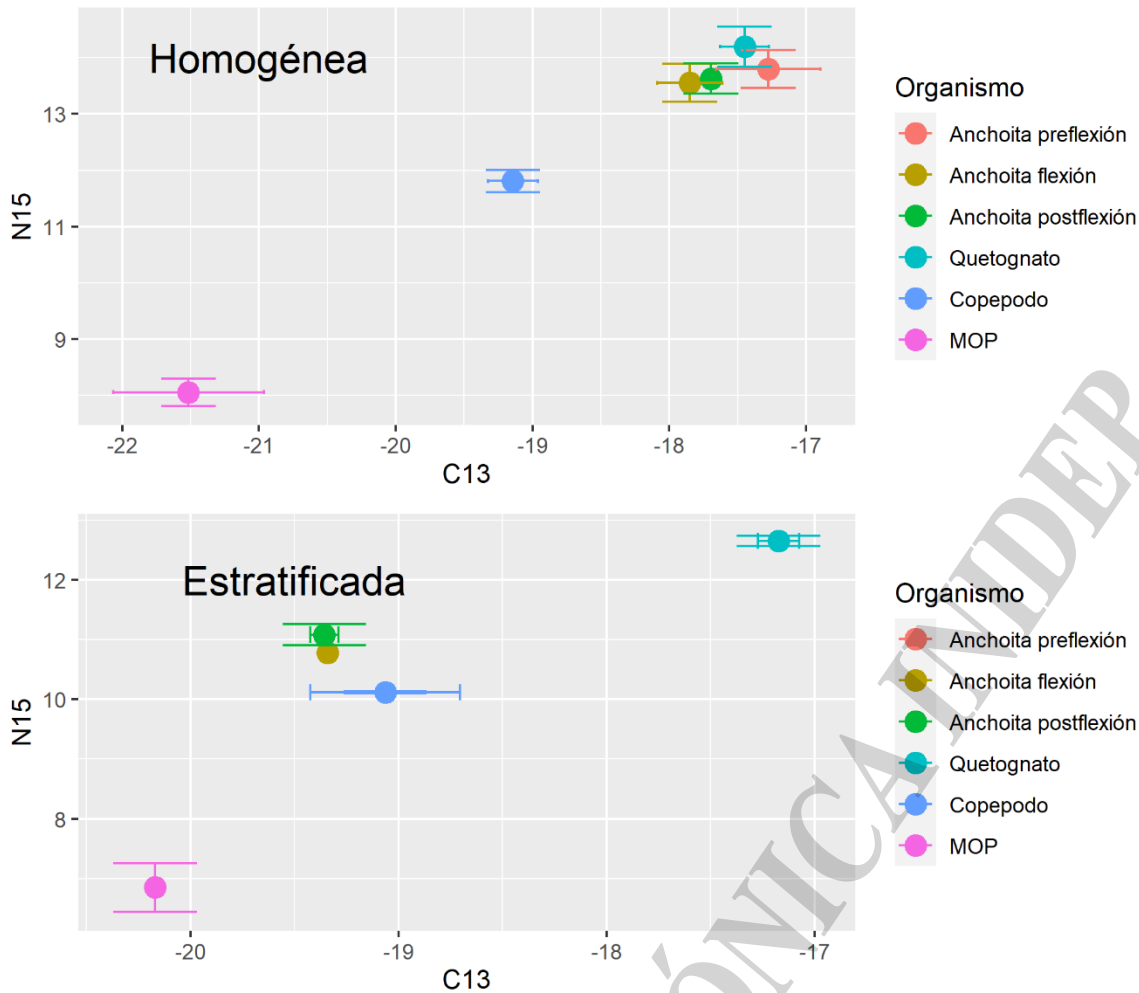 Homogénea
13
11
9
N15
-22
-21
-20
-19
-18
-17
C13
Organismo
Anchoita preflexión
Anchoita flexión
Anchoita postflexión
Quetognato
Copepodo
MOP
Estratificada
12
10
8
N15
-20
-19
-18
-17
C13
Organismo
Anchoita preflexión
Anchoita flexión
Anchoita postflexión
Quetognato
Copepodo
MOP
ÓNICA INIDEP